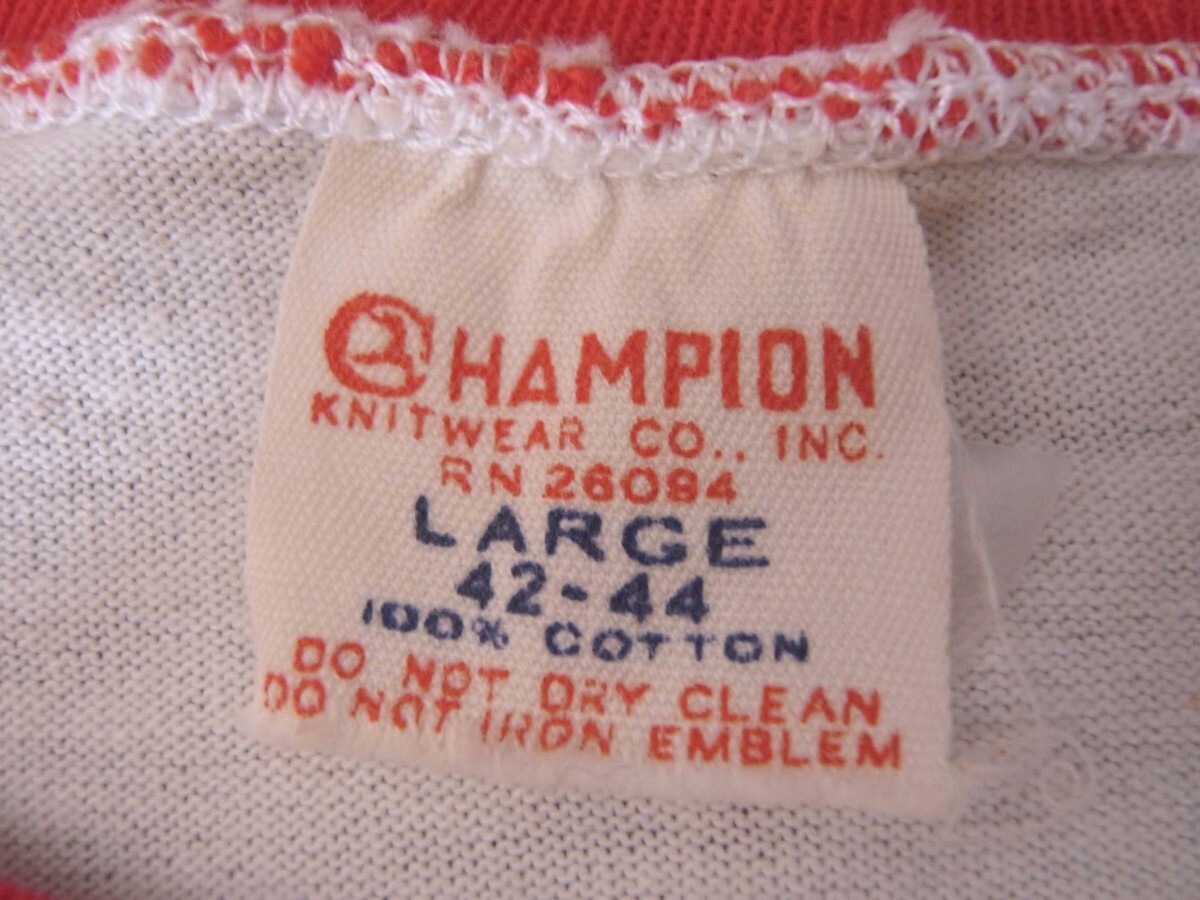 CHAMPION
KNITWEAR CO., INC.
RN 26094
LARGE
42-44
100% COTTON
DO NOT DRY CLEAN
DO NOT IRON EMBLEM